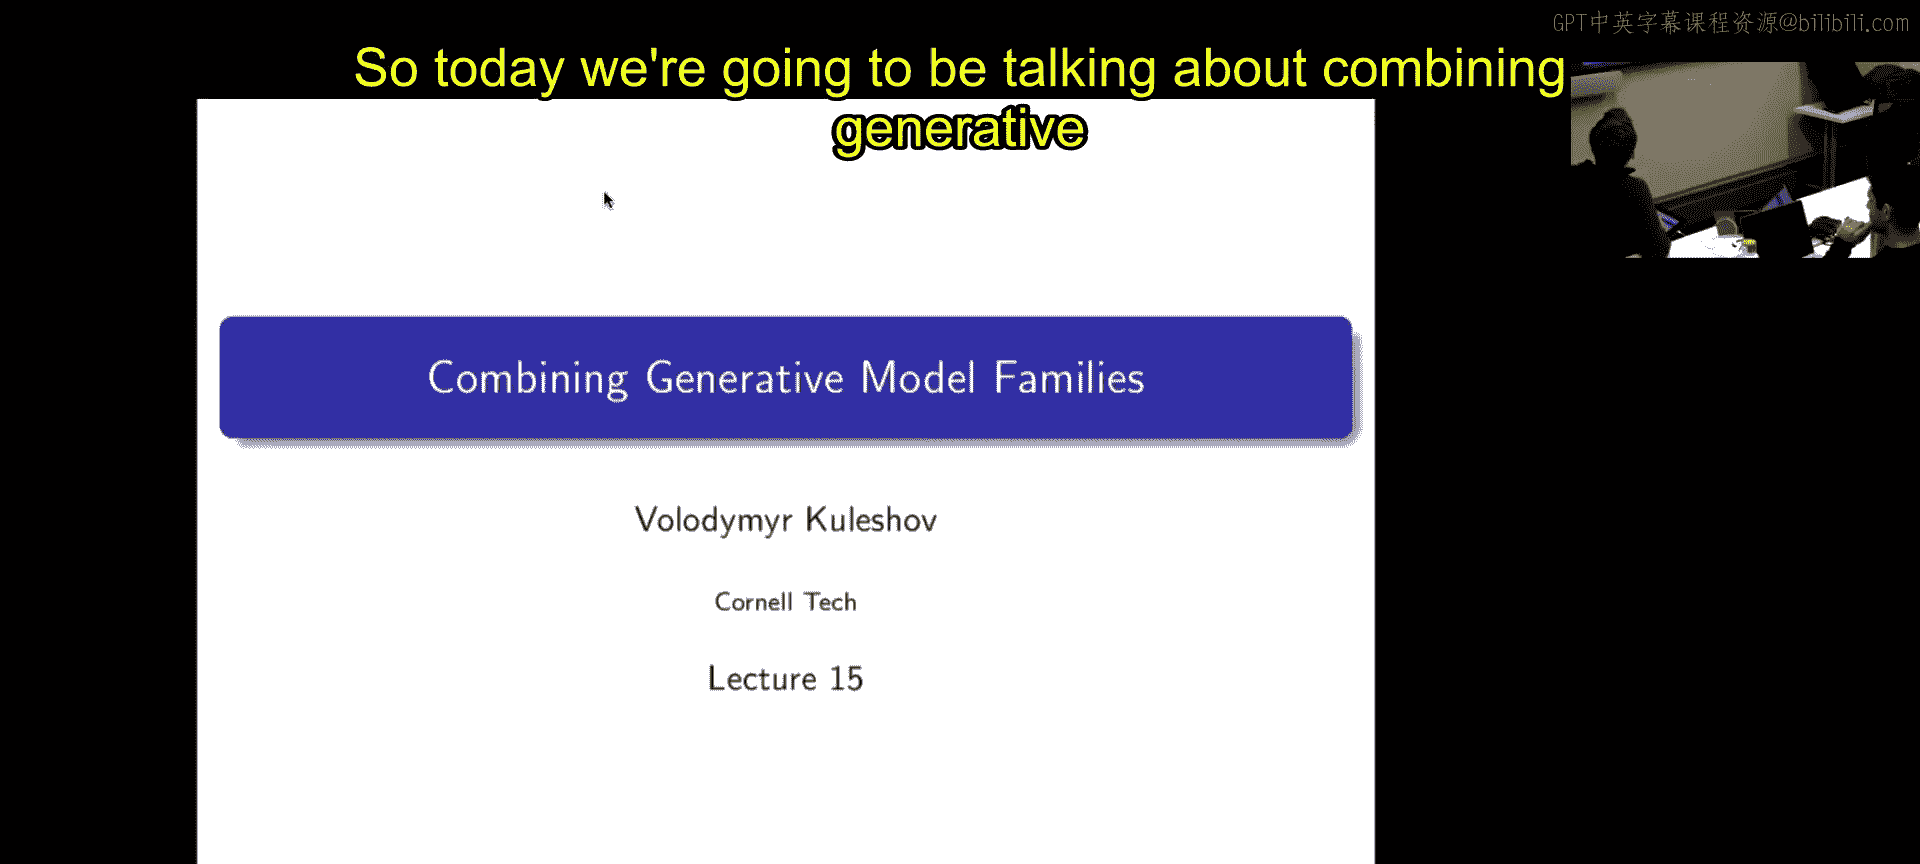 GPT中英字幕课程资源@bilibili.com
So today we're going to be talking about combining
generative
Combining Generative Model Families
Volodymyr Kuleshov
Cornell Tech
Lecture 15